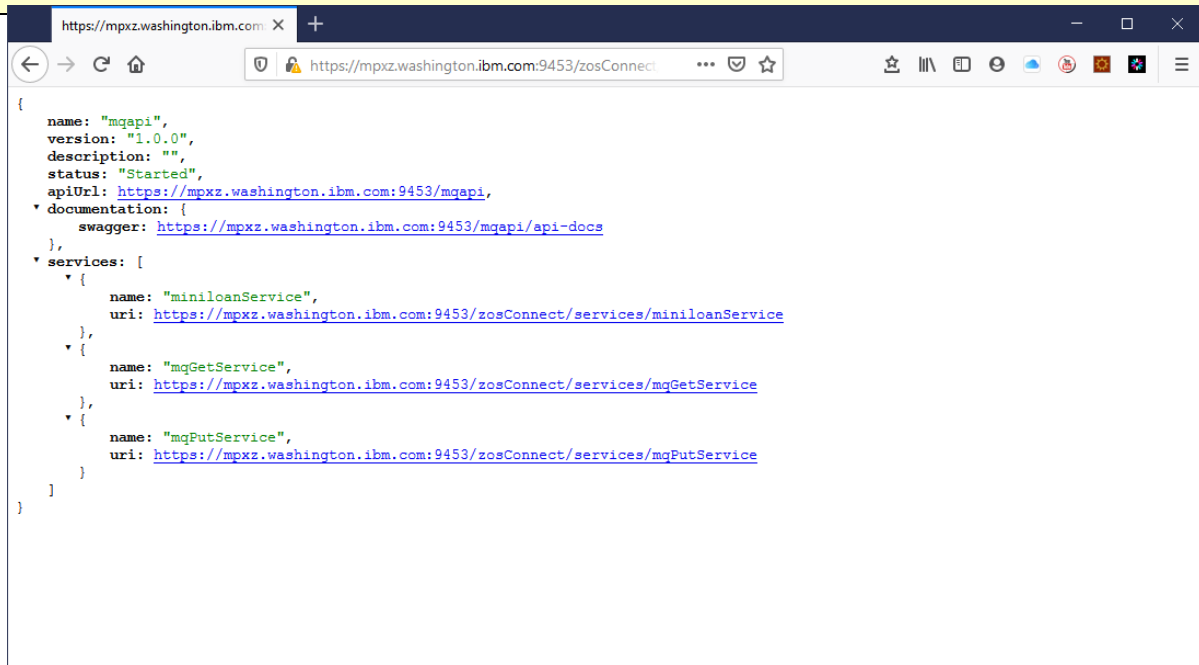 https://mpxz.washington.ibm.com
https://mpxz.washington.ibm.com:9453/zosConnect
{
name: "mqapi",
version: "1.0.0",
description: "",
status: "Started",
apiUrl: https://mpxz.washington.ibm.com:9453/mqapi,
documentation: {
swagger: https://mpxz.washington.ibm.com:9453/mqapi/api-docs
},
services: [
{
name: "miniloanService",
uri: https://mpxz.washington.ibm.com:9453/zosConnect/services/miniloanService
},
{
name: "mqGetService",
uri: https://mpxz.washington.ibm.com:9453/zosConnect/services/mqGetService
},
{
name: "mqPutService",
uri: https://mpxz.washington.ibm.com:9453/zosConnect/services/mqPutService
}
]
}